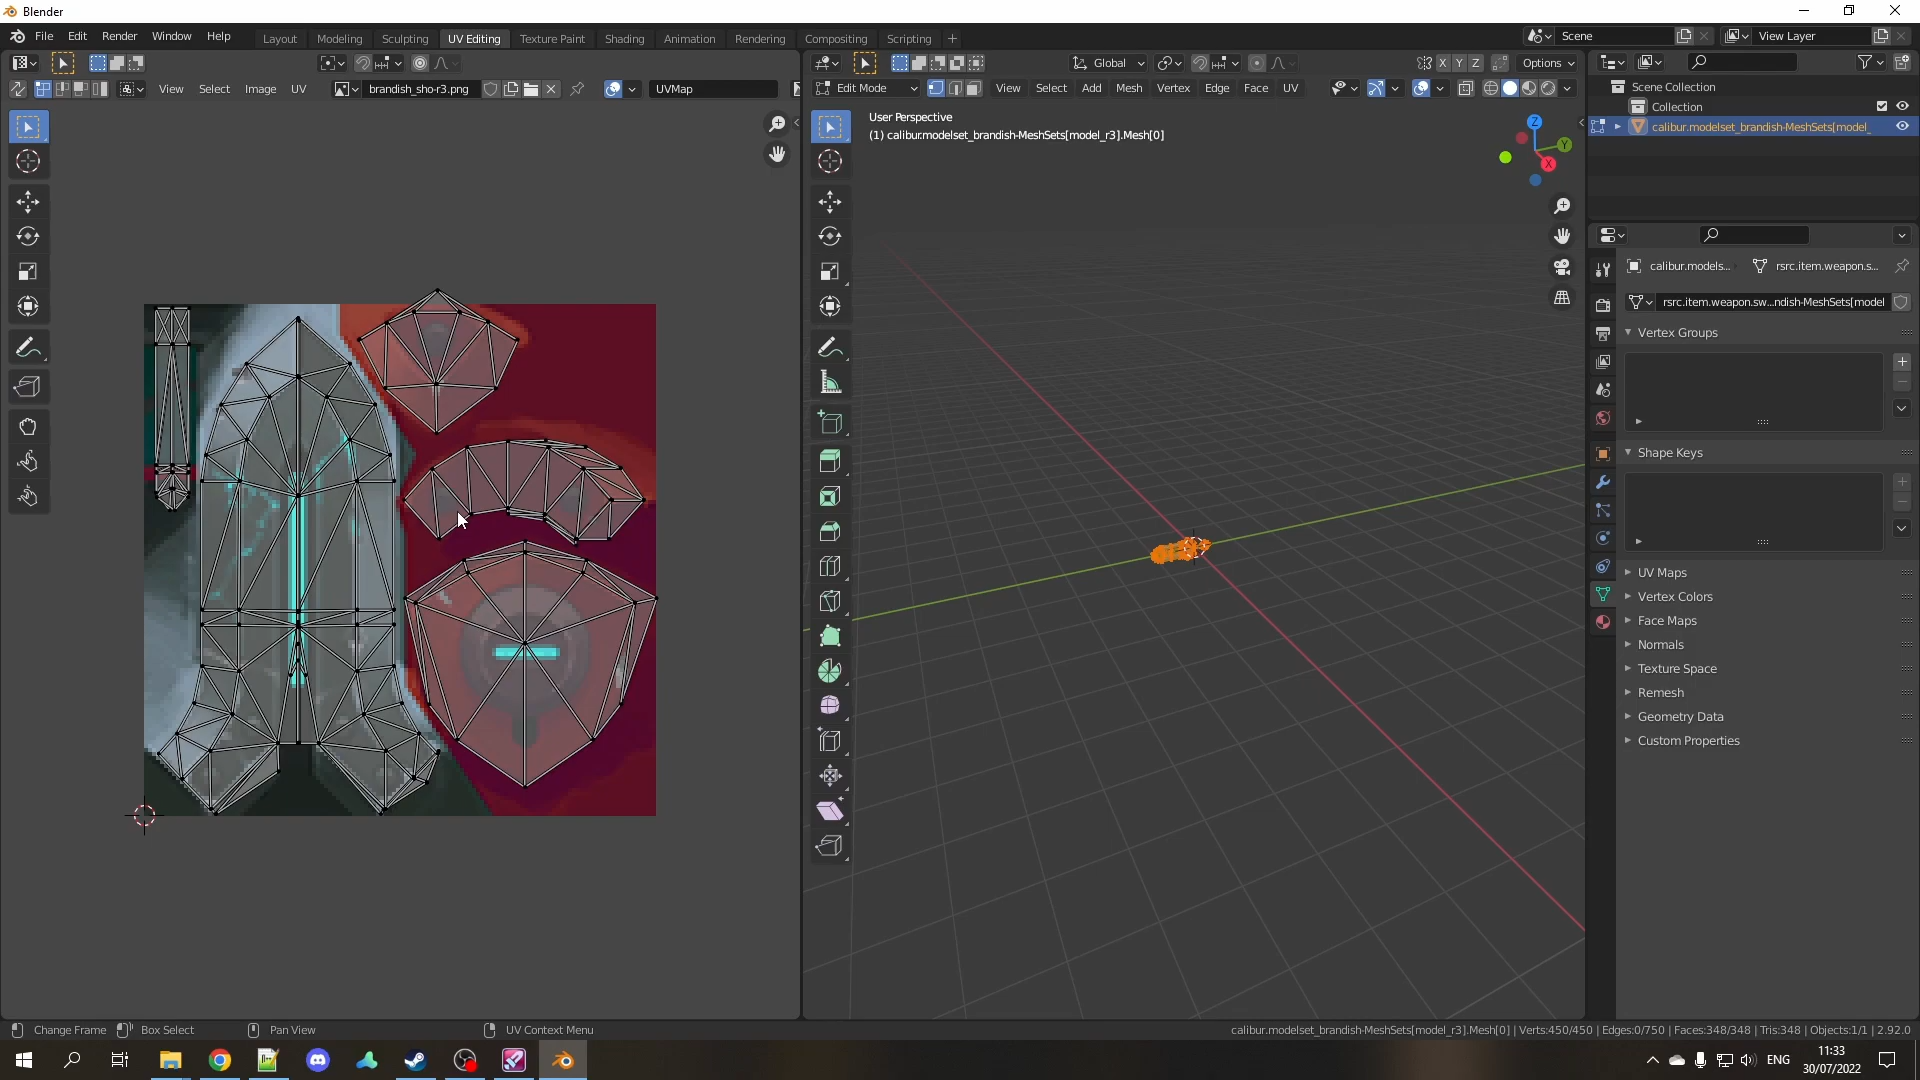 Blender
File Edit Render Window Help
Layout Modeling Sculpting UV Editing Texture Paint Shading Animation Rendering Compositing Scripting
Scene
View Layer
Global
X Y Z
Options
View Select Image UV
brandish_sho-r3.png
UVMap
Edit Mode
View Select Add Mesh Vertex Edge Face UV
User Perspective
(1) calibur.modelset_brandish-MeshSets[model_r3].Mesh[0]
Z
Y
X
Scene Collection
Collection
calibur.modelset_brandish-MeshSets[model_
calibur.models... rsrc.item.weapon.s...
rsrc.item.weapon.sw...ndish-MeshSets[model
Vertex Groups
Shape Keys
UV Maps
Vertex Colors
Face Maps
Normals
Texture Space
Remesh
Geometry Data
Custom Properties
Change Frame Box Select Pan View UV Context Menu
calibur.modelset_brandish-MeshSets[model_r3].Mesh[0] | Verts:450/450 | Edges:0/750 | Faces:348/348 | Tris:348 | Objects:1/1 | 2.92.0
ENG
11:33
30/07/2022